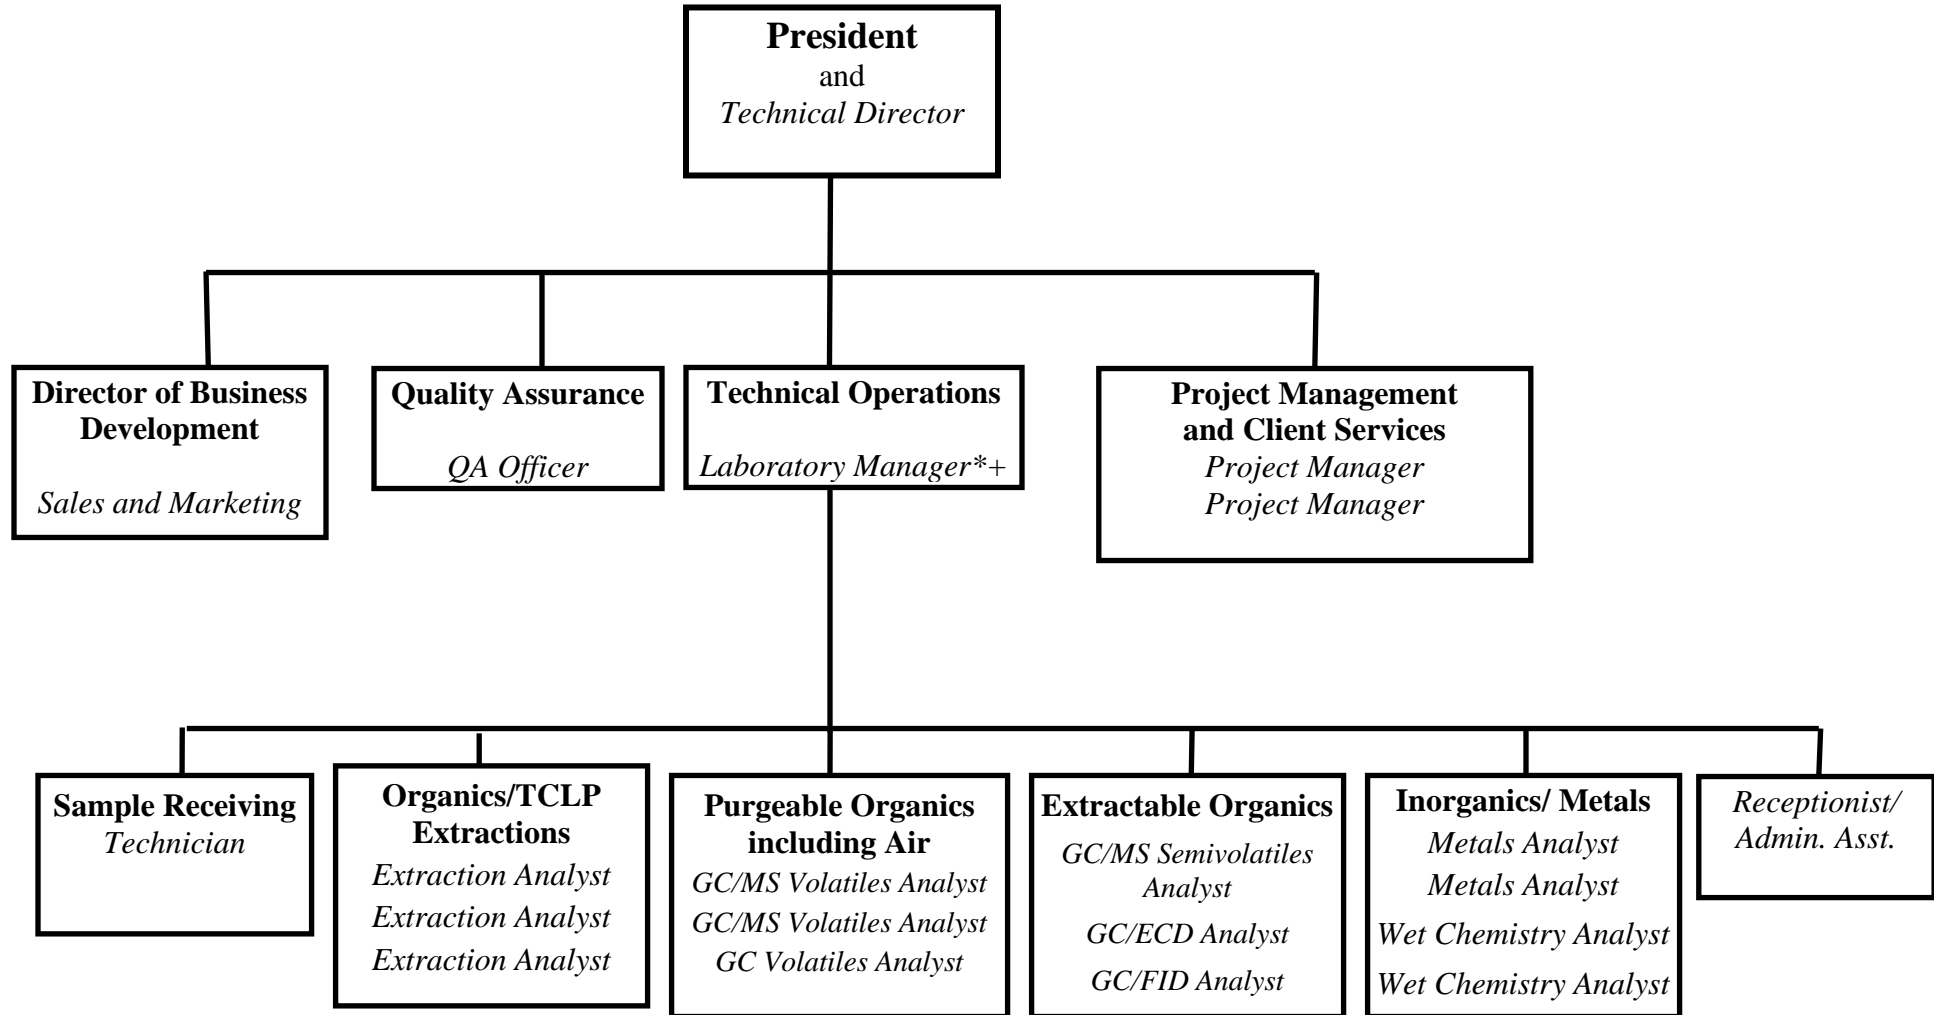 President
and
Technical Director
Director of Business
Development
Sales and Marketing
Quality Assurance
QA Officer
Technical Operations
Laboratory Manager*+
Project Management
and Client Services
Project Manager
Project Manager
Sample Receiving
Technician
Organics/TCLP
Extractions
Extraction Analyst
Extraction Analyst
Extraction Analyst
Purgeable Organics
including Air
GC/MS Volatiles Analyst
GC/MS Volatiles Analyst
GC Volatiles Analyst
Extractable Organics
GC/MS Semivolatiles
Analyst
GC/ECD Analyst
GC/FID Analyst
Inorganics/ Metals
Metals Analyst
Metals Analyst
Wet Chemistry Analyst
Wet Chemistry Analyst
Receptionist/
Admin. Asst.